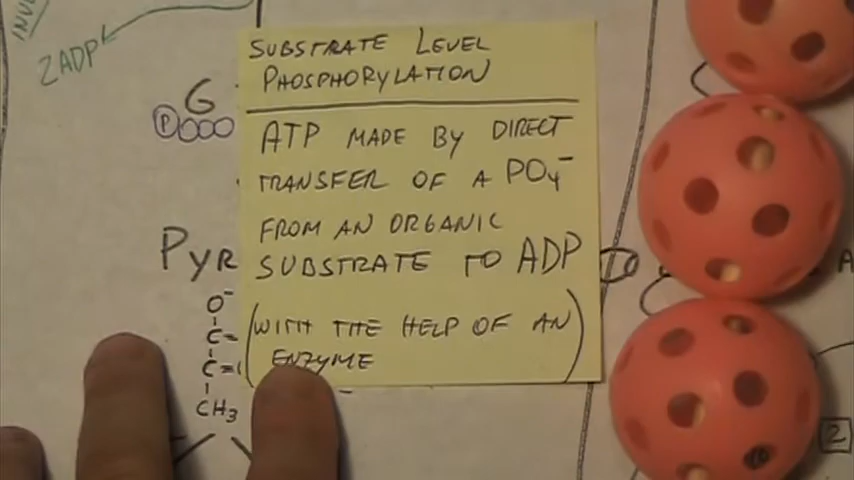 2ADP
G
P
SUBSTRATE LEVEL
PHOSPHORYLATION
ATP MADE BY DIRECT
TRANSFER OF A PO4-
FROM AN ORGANIC
SUBSTRATE TO ADP
(WITH THE HELP OF AN
ENZYME)
PYR
O-
C=
C=
CH3
2